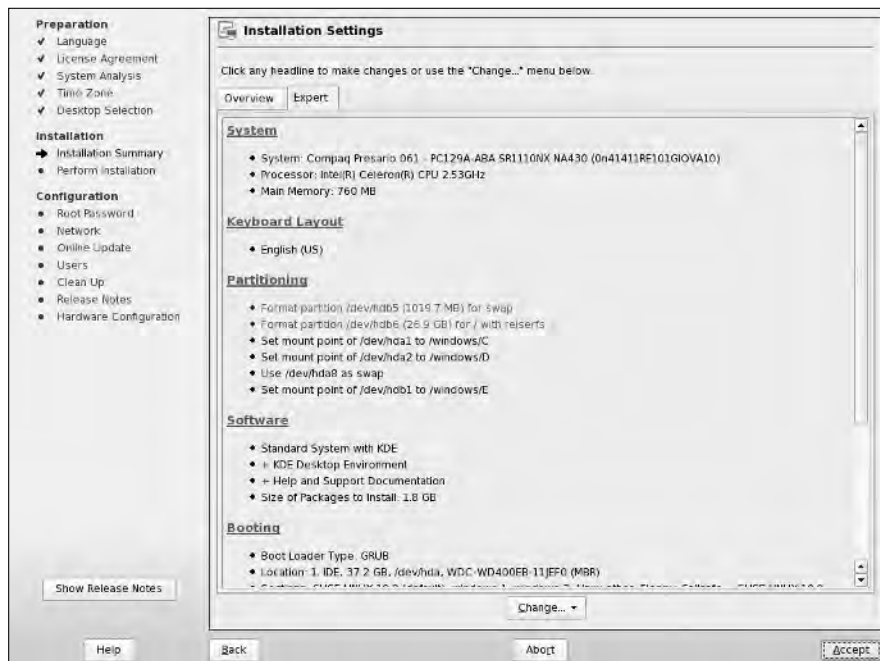 Preparation
Language
License Agreement
System Analysis
Time Zone
Desktop Selection
Installation
Installation Summary
Perform Installation
Configuration
Root Password
Network
Online Update
Users
Clean Up
Release Notes
Hardware Configuration
Show Release Notes
Installation Settings
Click any headline to make changes or use the "Change..." menu below.
Overview Expert
System
System: Compaq Presario 061 - PC129A-ABA SR1110NX NA430 (0n41411RE101GIOVA10)
Processor: Intel(R) Celeron(R) CPU 2.53GHz
Main Memory: 760 MB
Keyboard Layout
English (US)
Partitioning
Format partition /dev/hdb5 (1019.7 MB) for swap
Format partition /dev/hdb6 (26.9 GB) for / with reiserfs
Set mount point of /dev/hda1 to /windows/C
Set mount point of /dev/hda2 to /windows/D
Use /dev/hda8 as swap
Set mount point of /dev/hdb1 to /windows/E
Software
Standard System with KDE
+ KDE Desktop Environment
+ Help and Support Documentation
Size of Packages to Install: 1.8 GB
Booting
Boot Loader Type: GRUB
Location: 1. IDE, 37.2 GB, /dev/hda, WDC-WD400EB-11JEF0 (MBR)
Change...
Help Back Abort Accept